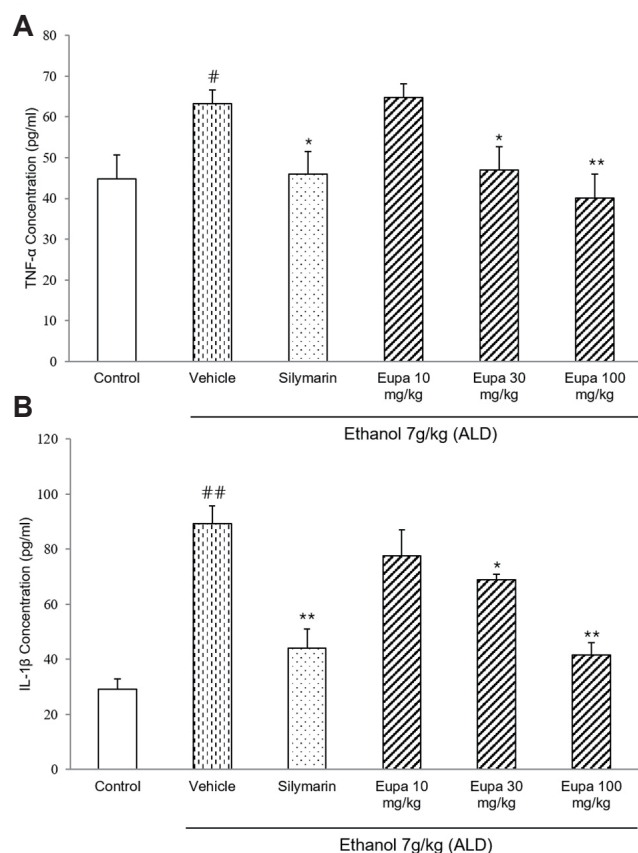 A
TNF-α Concentration (pg/ml)
80
70
60
50
40
30
20
10
0
#
*
*
**
Control
Vehicle
Silymarin
Eupa 10
mg/kg
Eupa 30
mg/kg
Eupa 100
mg/kg
Ethanol 7g/kg (ALD)
B
IL-1β Concentration (pg/ml)
120
100
80
60
40
20
0
##
**
*
**
Control
Vehicle
Silymarin
Eupa 10
mg/kg
Eupa 30
mg/kg
Eupa 100
mg/kg
Ethanol 7g/kg (ALD)